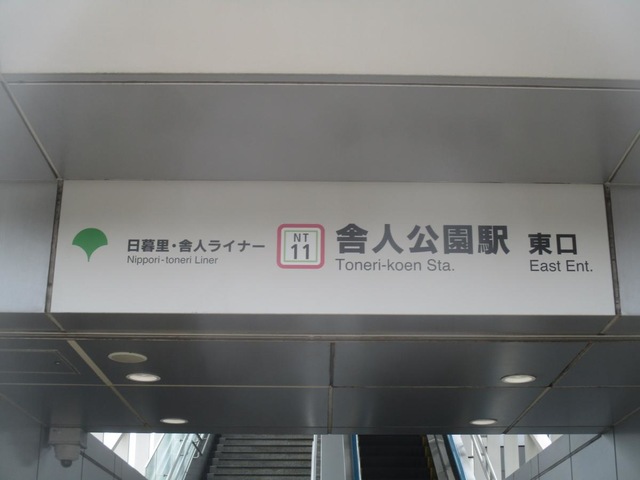 日暮里・舎人ライナー
Nippori-toneri Liner
NT
11
舎人公園駅
Toneri-koen Sta.
東口
East Ent.